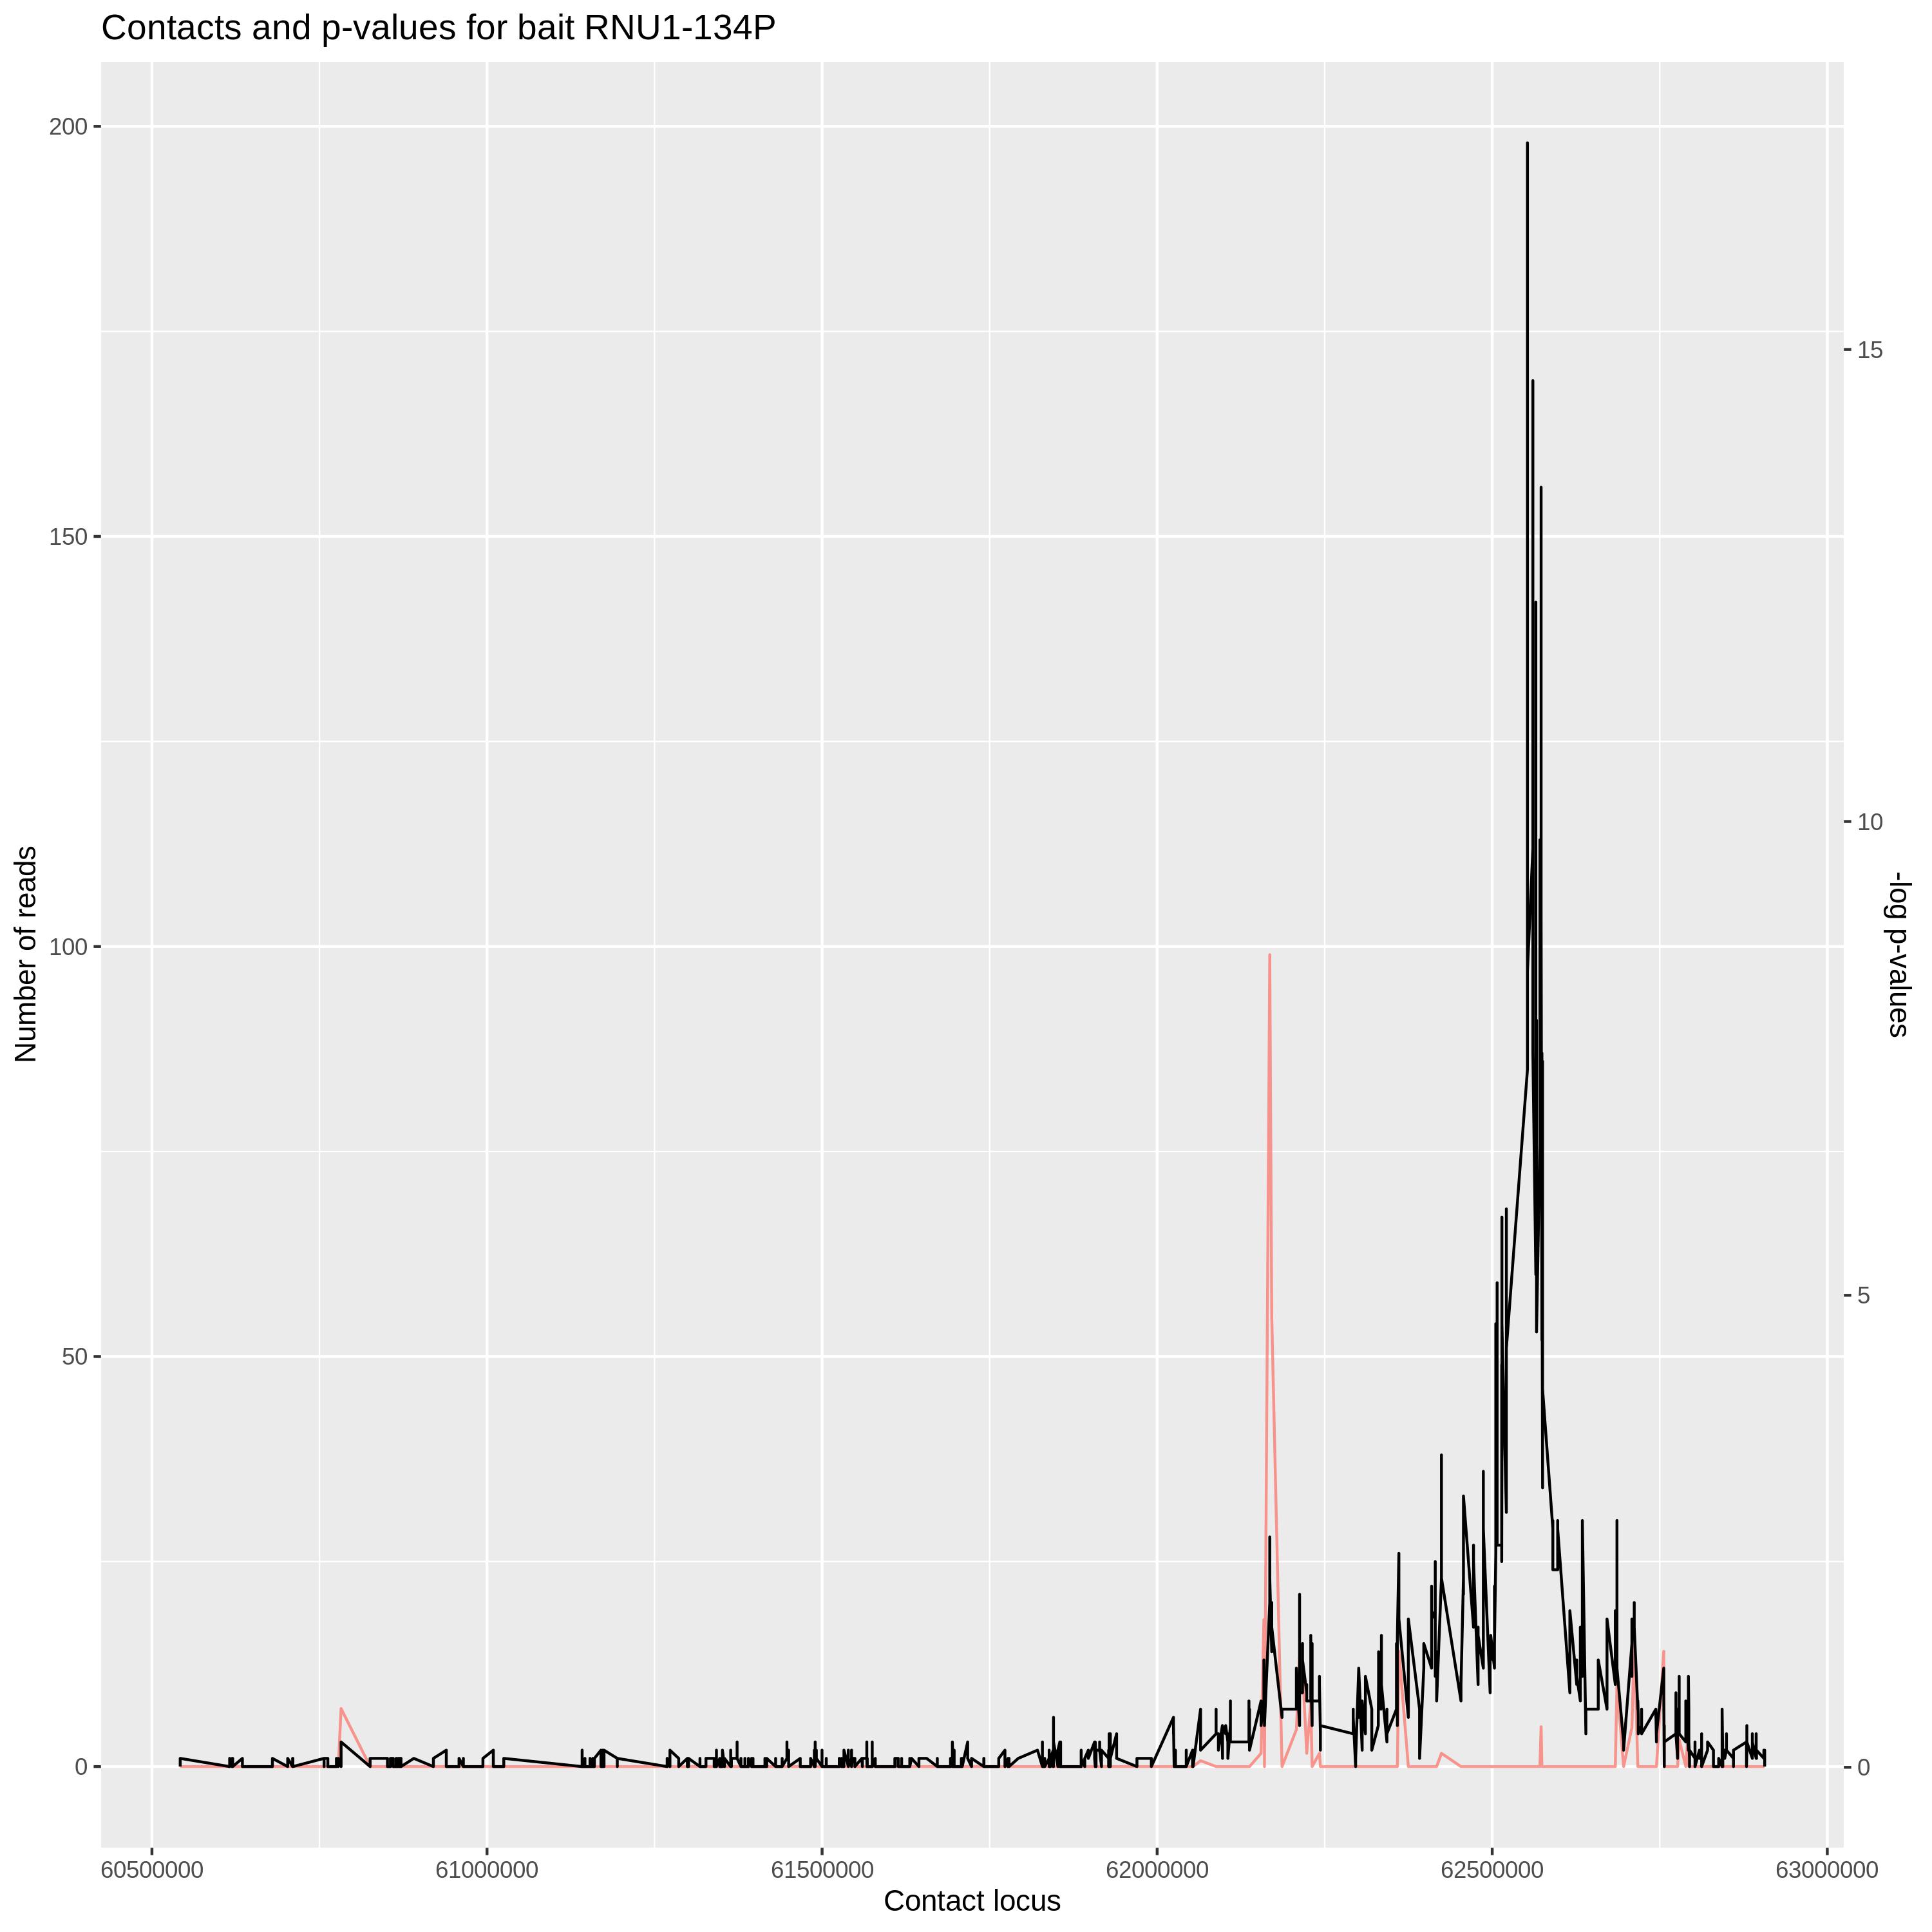 Contacts and p-values for bait RNU1-134P
200
150
100
50
0
Number of reads
15
10
5
0
-log p-values
60500000 61000000 61500000 62000000 62500000 63000000
Contact locus